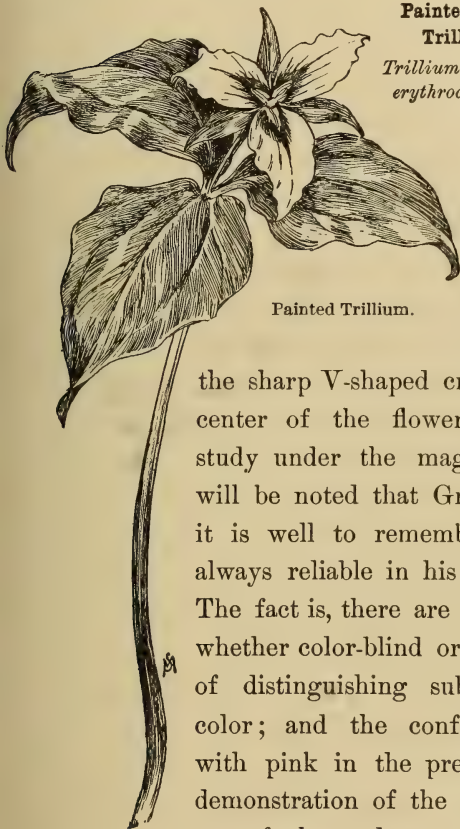 Painte
Tril
Trillium
erythroc
Painted Trillium.
the sharp V-shaped cr
center of the flower
study under the mag
will be noted that Gr
it is well to rememb
always reliable in his
The fact is, there are
whether color-blind or
of distinguishing sub
color; and the conf
with pink in the pre
demonstration of the